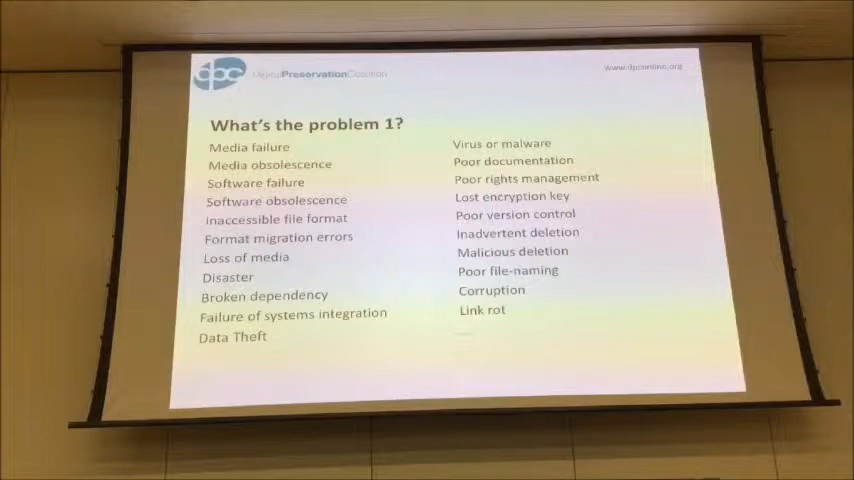 dpc
Digital Preservation Coalition
www.dpconline.org
What's the problem 1?
Media failure
Media obsolescence
Software failure
Software obsolescence
Inaccessible file format
Format migration errors
Loss of media
Disaster
Broken dependency
Failure of systems integration
Data Theft
Virus or malware
Poor documentation
Poor rights management
Lost encryption key
Poor version control
Inadvertent deletion
Malicious deletion
Poor file-naming
Corruption
Link rot
.....